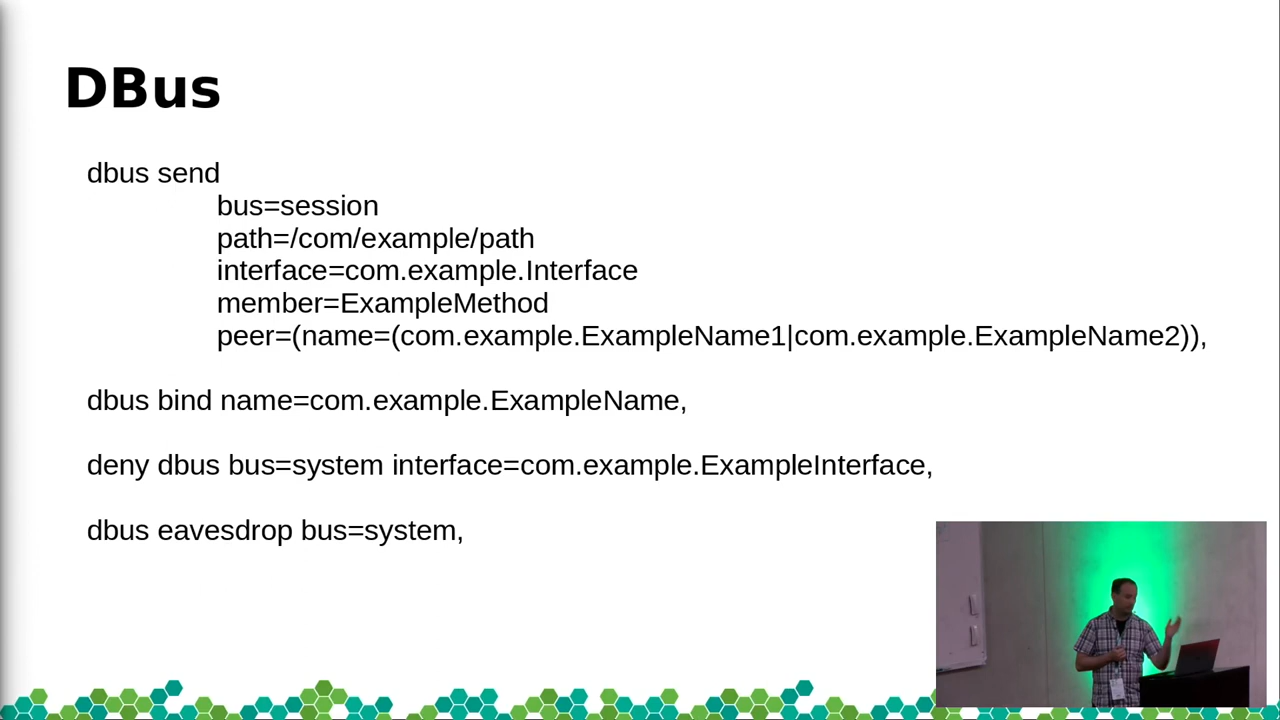 DBus
dbus send
bus=session
path=/com/example/path
interface=com.example.Interface
member=ExampleMethod
peer=(name=(com.example.ExampleName1|com.example.ExampleName2)),
dbus bind name=com.example.ExampleName,
deny dbus bus=system interface=com.example.ExampleInterface,
dbus eavesdrop bus=system,